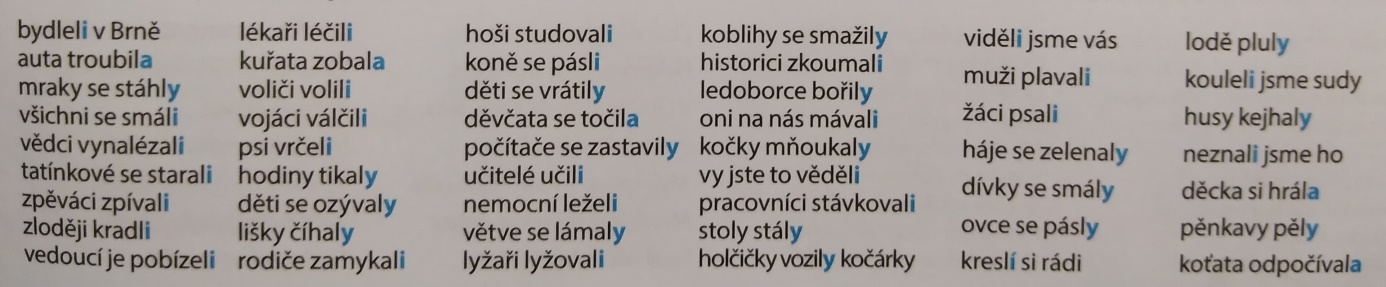 bydleli v Brně
auta troubila
mraky se stáhly
všichni se smáli
vědci vynalézali
tatínkové se starali
zpěváci zpívali
zloději kradli
vedoucí je pobízeli
lékaři léčili
kuřata zobala
voliči volili
vojáci válčili
psi vrčeli
hodiny tikaly
děti se ozývaly
lišky číhaly
rodiče zamykali
hoši studovali
koně se pásli
děti se vrátily
děvčata se točila
počítače se zastavily
učitelé učili
nemocní leželi
větve se lámaly
lyžaři lyžovali
koblihy se smažily
historici zkoumali
ledoborce bořily
oni na nás mávali
kočky mňoukaly
vy jste to věděli
pracovníci stávkovali
stoly stály
holčičky vozily kočárky
viděli jsme vás
muži plavali
žáci psali
háje se zelenaly
dívky se smály
ovce se pásly
kreslí si rádi
lodě pluly
kouleli jsme sudy
husy kejhaly
neznali jsme ho
děcka si hrála
pěnkavy pěly
koťata odpočívala